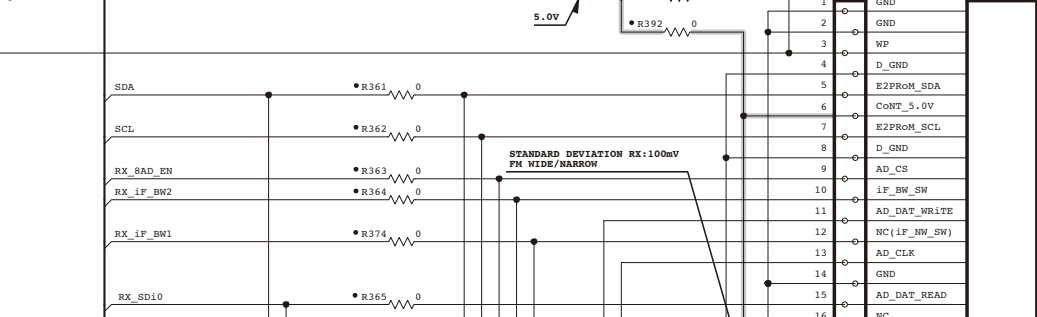 1 GND
5.0V R392 0
2 GND
3 WP
4 D_GND
SDA R361 0 5 E2PRoM_SDA
6 CoNT_5.0V
SCL R362 0 7 E2PRoM_SCL
STANDARD DEVIATION RX:100mV 8 D_GND
FM WIDE/NARROW
RX_8AD_EN R363 0 9 AD_CS
RX_iF_BW2 R364 0 10 iF_BW_SW
11 AD_DAT_WRiTE
RX_iF_BW1 R374 0 12 NC(iF_NW_SW)
13 AD_CLK
14 GND
RX_SDi0 R365 0 15 AD_DAT_READ
16 NC